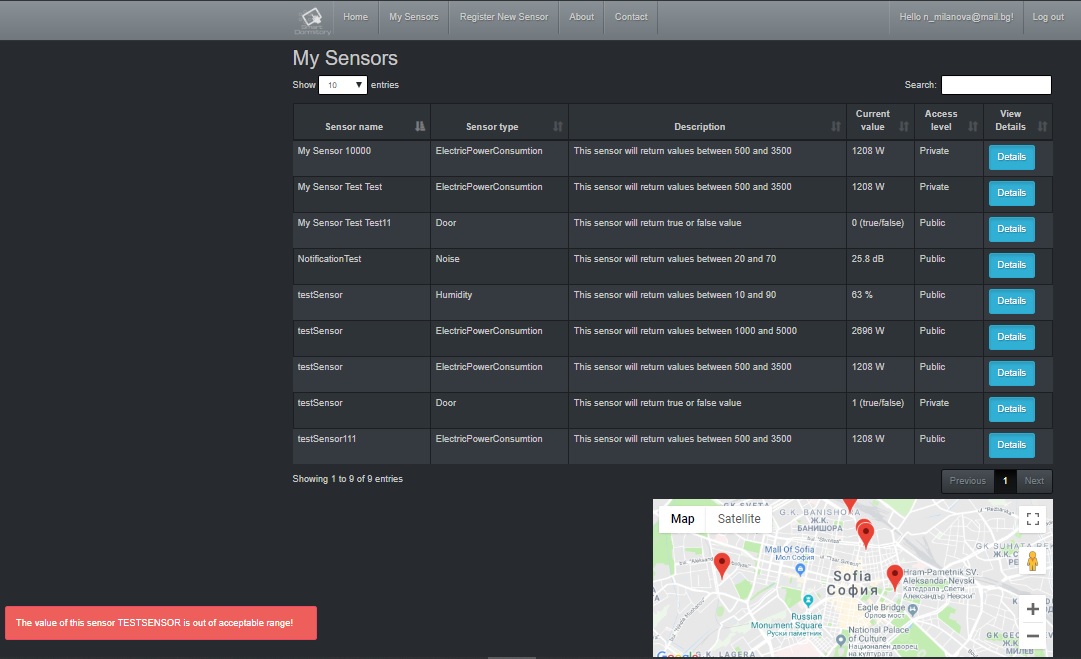 Dormitory
Home
My Sensors
Register New Sensor
About
Contact
Hello n_milanova@mail.bg!
Log out
My Sensors
Show 10 entries
Search:
Sensor name
Sensor type
Description
Current value
Access level
View Details
My Sensor 10000 ElectricPowerConsumtion This sensor will return values between 500 and 3500 1208 W Private Details
My Sensor Test Test ElectricPowerConsumtion This sensor will return values between 500 and 3500 1208 W Private Details
My Sensor Test Test11 Door This sensor will return true or false value 0 (true/false) Public Details
NotificationTest Noise This sensor will return values between 20 and 70 25.8 dB Public Details
testSensor Humidity This sensor will return values between 10 and 90 63 % Public Details
testSensor ElectricPowerConsumtion This sensor will return values between 1000 and 5000 2696 W Public Details
testSensor ElectricPowerConsumtion This sensor will return values between 500 and 3500 1208 W Public Details
testSensor Door This sensor will return true or false value 1 (true/false) Private Details
testSensor111 ElectricPowerConsumtion This sensor will return values between 500 and 3500 1208 W Public Details
Showing 1 to 9 of 9 entries
Previous 1 Next
Map Satellite
G.K. BANISHORA
Ж.К.
БАНИШОРА
Mall Of Sofia
Мол София
GK SUHATA
Sofia
София
Hram-Pametnik SV.
Aleksandar Nevski
Катедрала „Свети
Александър Невски"
Eagle Bridge
Орлов мост
Russian
Monument Square
Руски паметник
National Palace
of Culture
Национален дворец
на културата
G.K. LAGERA
Google
The value of this sensor TESTSENSOR is out of acceptable range!